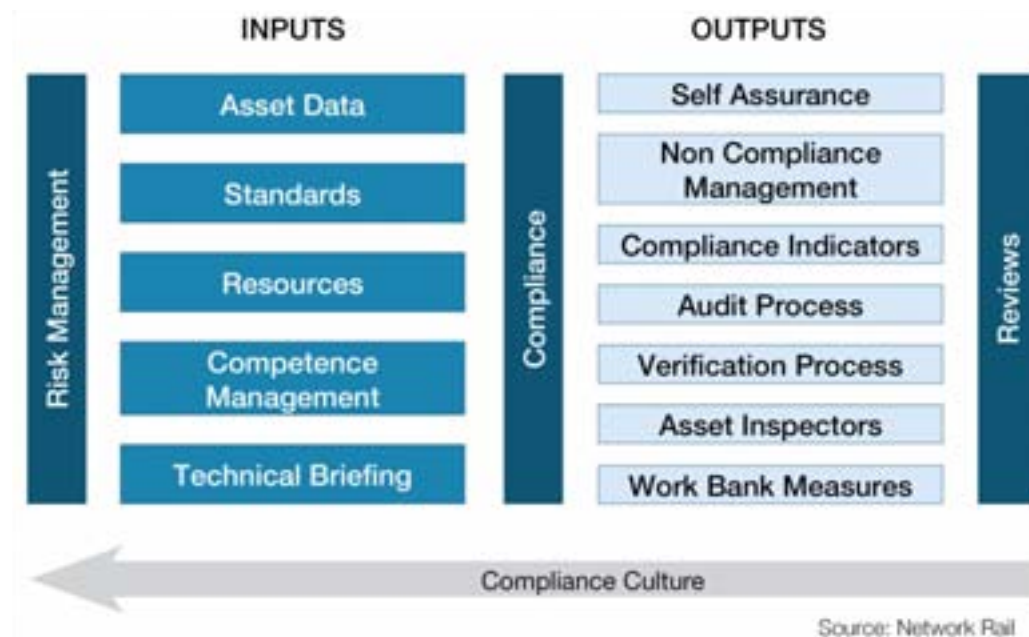 INPUTS
OUTPUTS
Risk Management
Asset Data
Standards
Resources
Competence
Management
Technical Briefing
Compliance
Self Assurance
Non Compliance
Management
Compliance Indicators
Audit Process
Verification Process
Asset Inspectors
Work Bank Measures
Reviews
Compliance Culture
Source: Network Rail